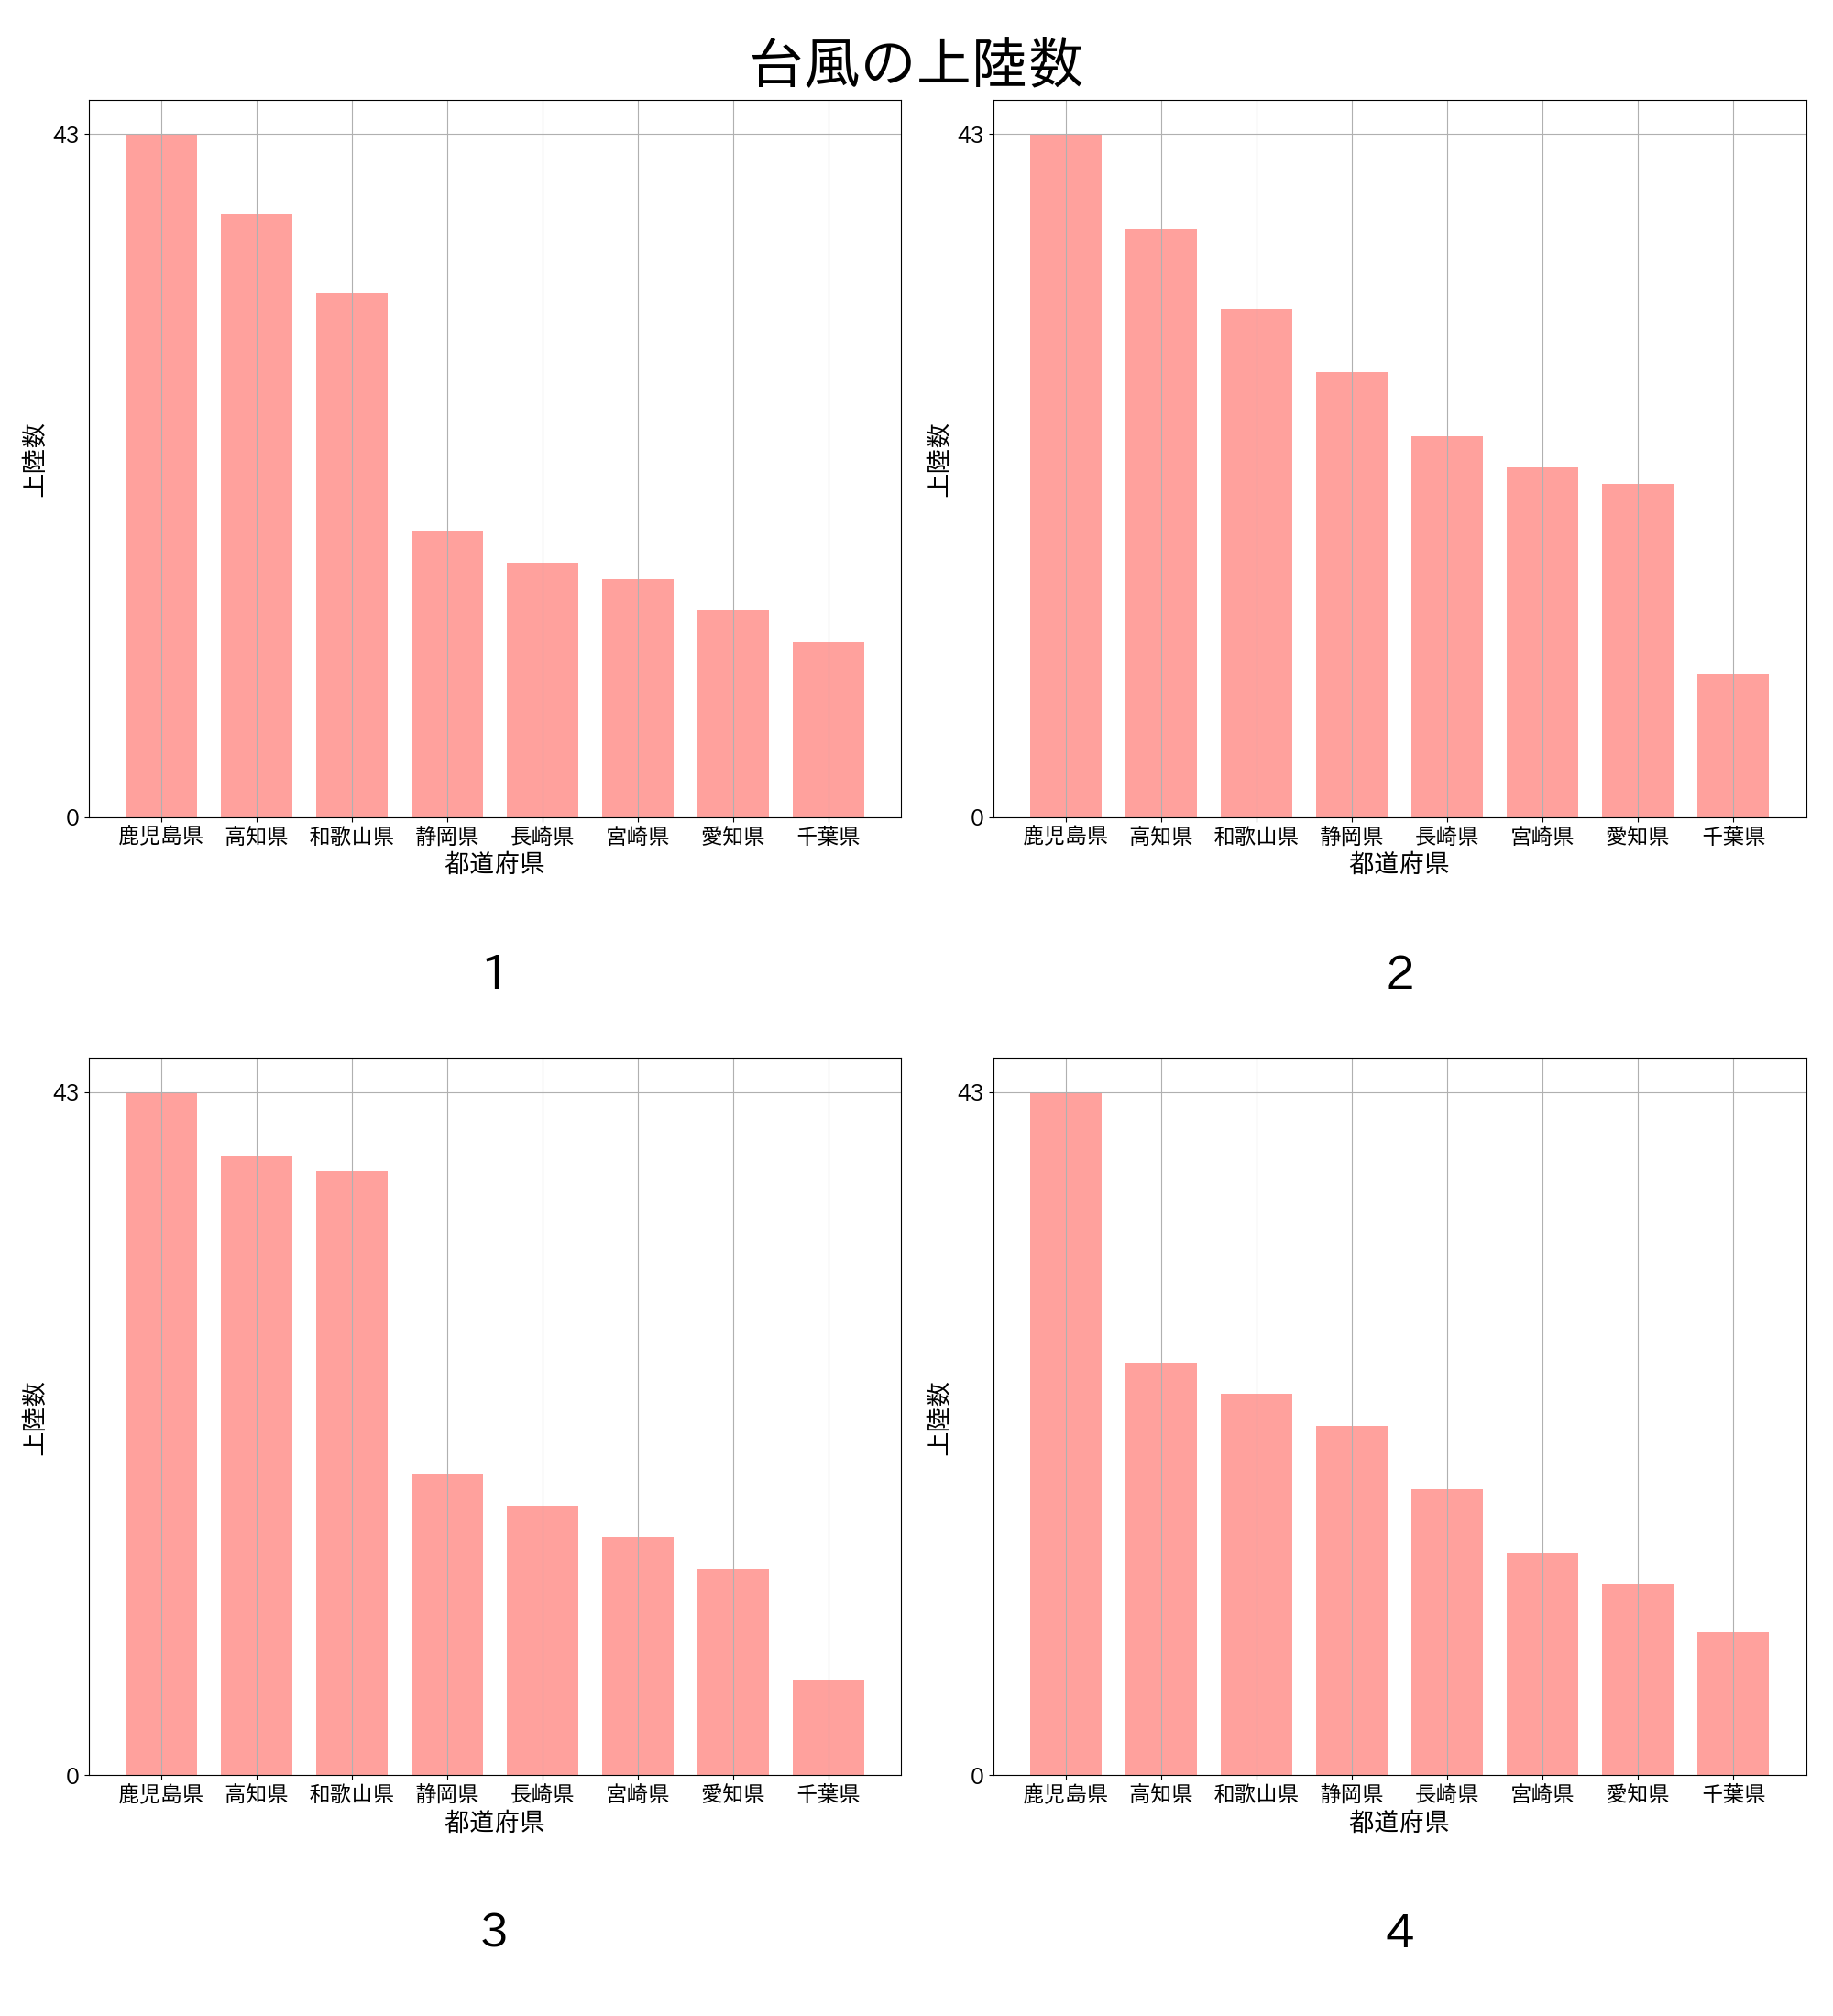 台風の上陸数
43
0
上陸数
鹿児島県 高知県 和歌山県 静岡県 長崎県 宮崎県 愛知県 千葉県
都道府県
1
43
0
上陸数
鹿児島県 高知県 和歌山県 静岡県 長崎県 宮崎県 愛知県 千葉県
都道府県
2
43
0
上陸数
鹿児島県 高知県 和歌山県 静岡県 長崎県 宮崎県 愛知県 千葉県
都道府県
3
43
0
上陸数
鹿児島県 高知県 和歌山県 静岡県 長崎県 宮崎県 愛知県 千葉県
都道府県
4